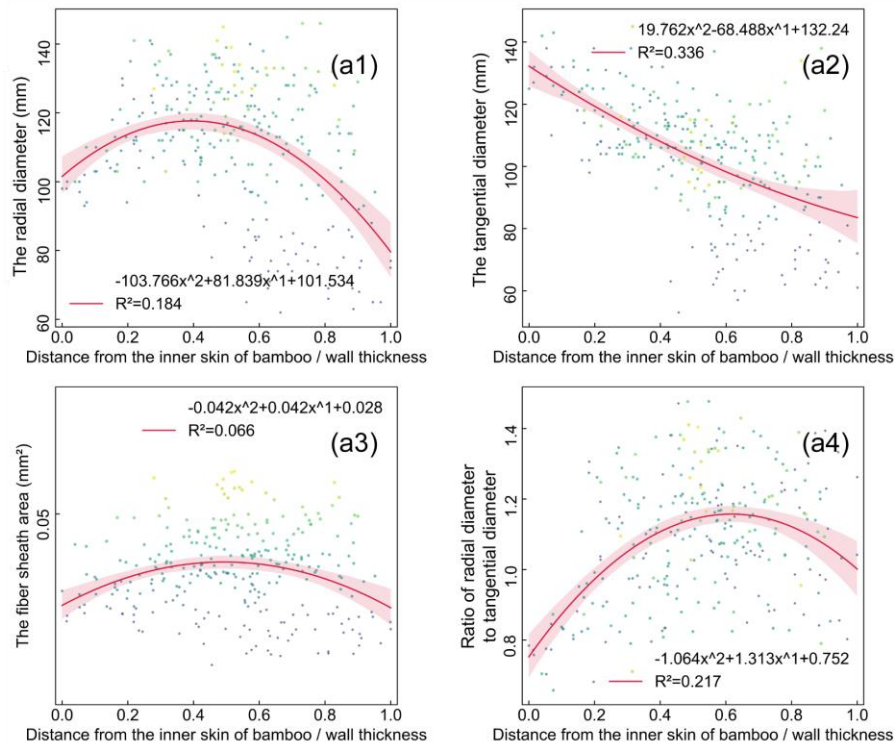 140
120
100
80
60
The radial diameter (mm)
(a1)
-103.766x^2+81.839x^1+101.534
R²=0.184
0.0 0.2 0.4 0.6 0.8 1.0
Distance from the inner skin of bamboo / wall thickness
140
120
100
80
60
The tangential diameter (mm)
19.762x^2-68.488x^1+132.24
R²=0.336
(a2)
0.0 0.2 0.4 0.6 0.8 1.0
Distance from the inner skin of bamboo / wall thickness
0.05
The fiber sheath area (mm²)
-0.042x^2+0.042x^1+0.028
R²=0.066
(a3)
0.0 0.2 0.4 0.6 0.8 1.0
Distance from the inner skin of bamboo / wall thickness
1.4
1.2
1.0
0.8
Ratio of radial diameter
to tangential diameter
(a4)
-1.064x^2+1.313x^1+0.752
R²=0.217
0.0 0.2 0.4 0.6 0.8 1.0
Distance from the inner skin of bamboo / wall thickness